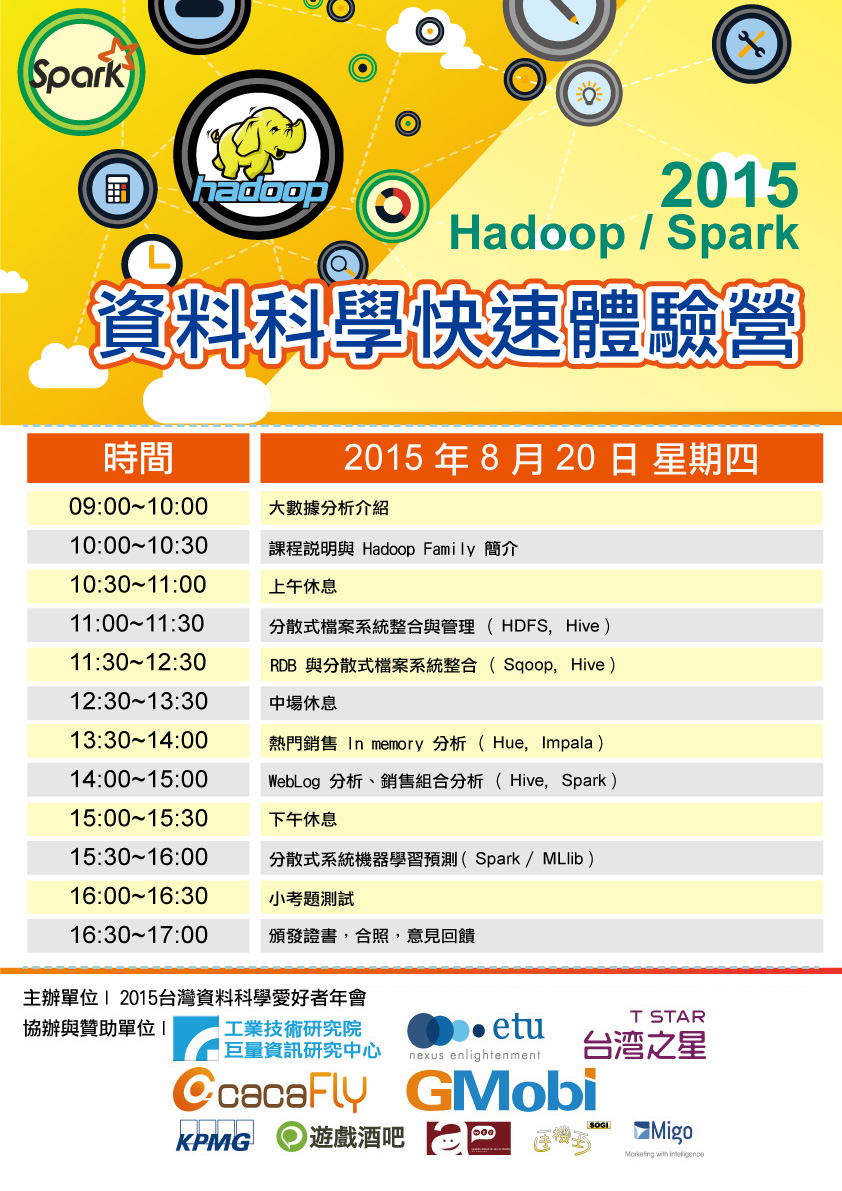 Spark
hadoop
2015
Hadoop / Spark
資料科學快速體驗營
時間 2015 年 8 月 20 日 星期四
09:00~10:00 大數據分析介紹
10:00~10:30 課程說明與 Hadoop Family 簡介
10:30~11:00 上午休息
11:00~11:30 分散式檔案系統整合與管理 ( HDFS, Hive )
11:30~12:30 RDB 與分散式檔案系統整合 ( Sqoop, Hive )
12:30~13:30 中場休息
13:30~14:00 熱門銷售 In memory 分析 ( Hue, Impala )
14:00~15:00 WebLog 分析、銷售組合分析 ( Hive, Spark )
15:00~15:30 下午休息
15:30~16:00 分散式系統機器學習預測 ( Spark / MLlib )
16:00~16:30 小考題測試
16:30~17:00 頒發證書，合照，意見回饋
主辦單位 | 2015台灣資料科學愛好者年會
協辦與贊助單位 |
工業技術研究院
巨量資訊研究中心
etu
nexus enlightenment
T STAR
台湾之星
cacaFly
GMobi
KPMG
遊戲酒吧
手機王
SOGI
Migo
Marketing with Intelligence